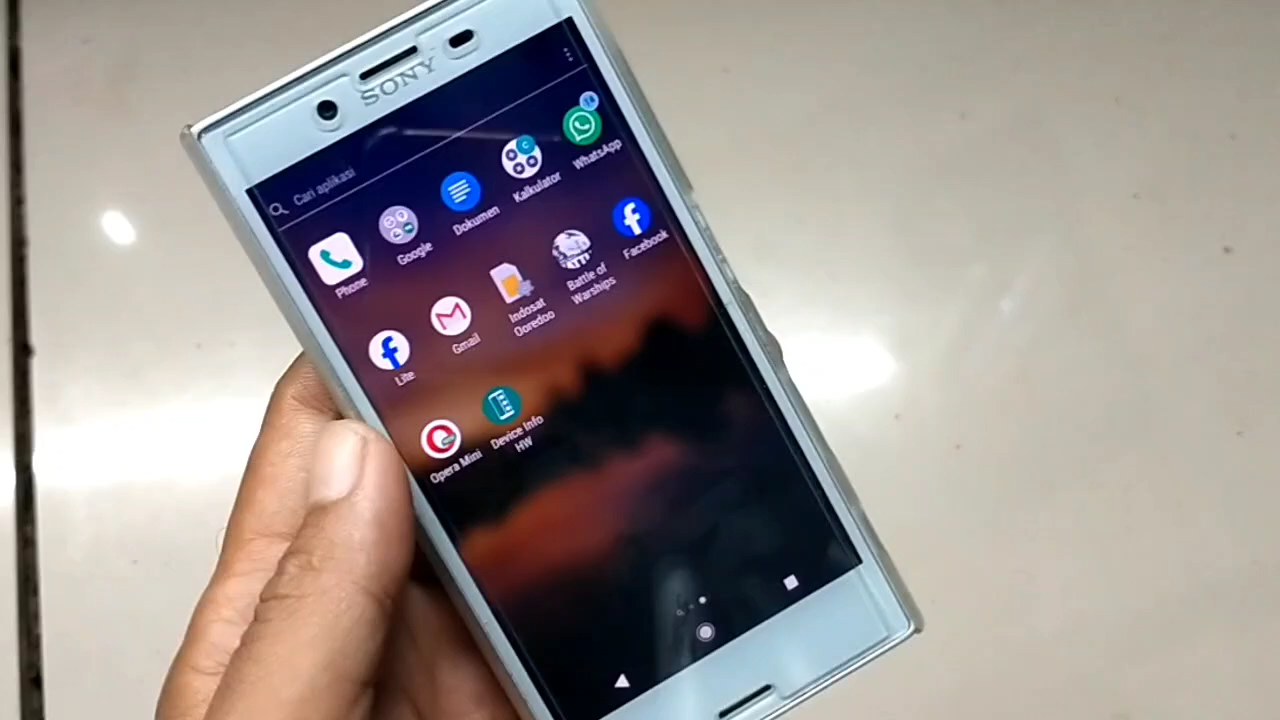 SONY
Cari aplikasi
Phone
Google
Dokumen
Kalkulator
WhatsApp
Lite
Gmail
Indosat
Ooredoo
Battle of
Warships
Facebook
Opera Mini
Device Info
HW